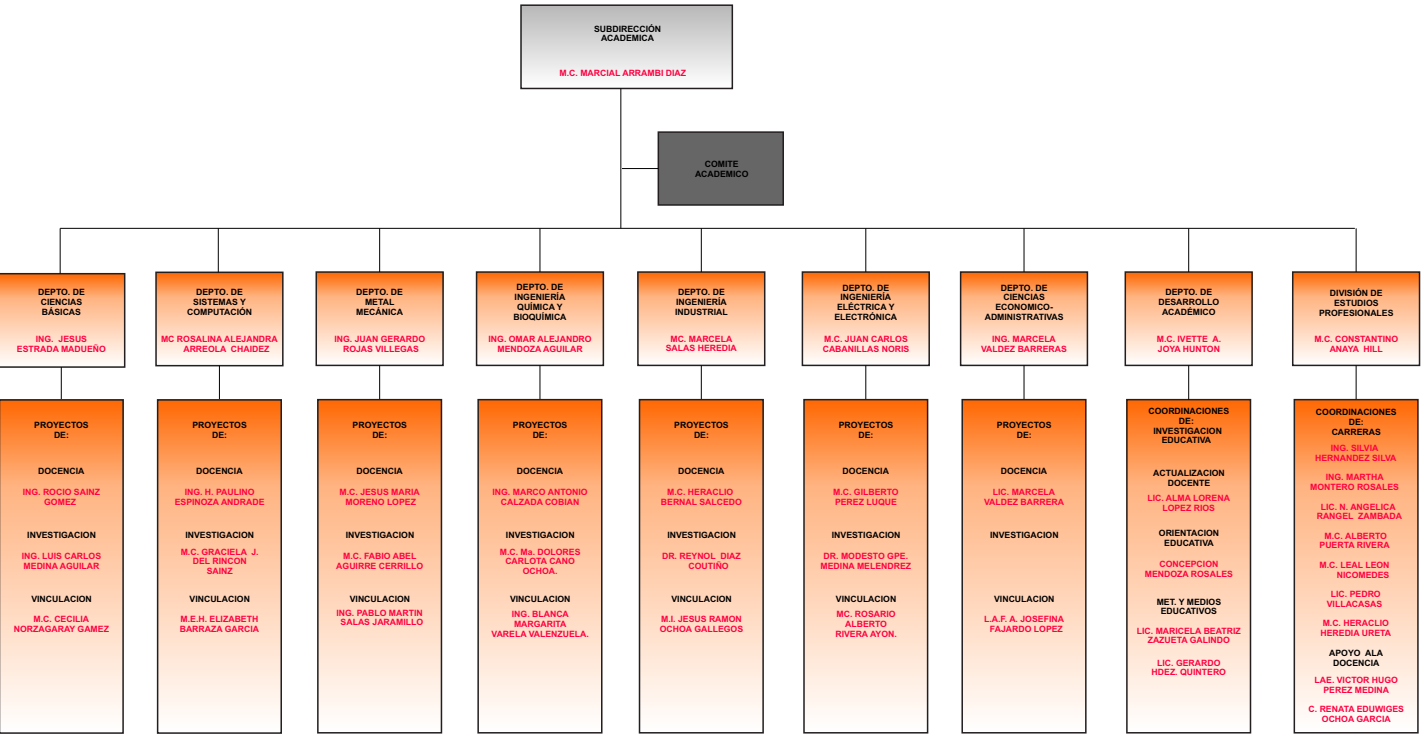 SUBDIRECCIÓN
ACADEMICA
M.C. MARCIAL ARRAMBI DIAZ
COMITE
ACADEMICO
DEPTO. DE
CIENCIAS
BÁSICAS
ING. JESUS
ESTRADA MADUEÑO
DEPTO. DE
SISTEMAS Y
COMPUTACIÓN
MC ROSALINA ALEJANDRA
ARREOLA CHAIDEZ
DEPTO. DE
METAL
MECÁNICA
ING. JUAN GERARDO
ROJAS VILLEGAS
DEPTO. DE
INGENIERÍA
QUÍMICA Y
BIOQUÍMICA
ING. OMAR ALEJANDRO
MENDOZA AGUILAR
DEPTO. DE
INGENIERÍA
INDUSTRIAL
MC. MARCELA
SALAS HEREDIA
DEPTO. DE
INGENIERÍA
ELÉCTRICA Y
ELECTRÓNICA
M.C. JUAN CARLOS
CABANILLAS NORIS
DEPTO. DE
CIENCIAS
ECONOMICO-
ADMINISTRATIVAS
ING. MARCELA
VALDEZ BARRERAS
DEPTO. DE
DESARROLLO
ACADÉMICO
M.C. IVETTE A.
JOYA HUNTON
DIVISIÓN DE
ESTUDIOS
PROFESIONALES
M.C. CONSTANTINO
ANAYA HILL
PROYECTOS
DE:
DOCENCIA
ING. ROCIO SAINZ
GOMEZ
INVESTIGACION
ING. LUIS CARLOS
MEDINA AGUILAR
VINCULACION
M.C. CECILIA
NORZAGARAY GAMEZ
PROYECTOS
DE:
DOCENCIA
ING. H. PAULINO
ESPINOZA ANDRADE
INVESTIGACION
M.C. GRACIELA J.
DEL RINCON
SAINZ
VINCULACION
M.E.H. ELIZABETH
BARRAZA GARCIA
PROYECTOS
DE:
DOCENCIA
M.C. JESUS MARIA
MORENO LOPEZ
INVESTIGACION
M.C. FABIO ABEL
AGUIRRE CERRILLO
VINCULACION
ING. PABLO MARTIN
SALAS JARAMILLO
PROYECTOS
DE:
DOCENCIA
ING. MARCO ANTONIO
CALZADA COBIAN
INVESTIGACION
M.C. Ma. DOLORES
CARLOTA CANO
OCHOA.
VINCULACION
ING. BLANCA
MARGARITA
VARELA VALENZUELA.
PROYECTOS
DE:
DOCENCIA
M.C. HERACLIO
BERNAL SALCEDO
INVESTIGACION
DR. REYNOL DIAZ
COUTIÑO
VINCULACION
M.I. JESUS RAMON
OCHOA GALLEGOS
PROYECTOS
DE:
DOCENCIA
M.C. GILBERTO
PEREZ LUQUE
INVESTIGACION
DR. MODESTO GPE.
MEDINA MELENDREZ
VINCULACION
MC. ROSARIO
ALBERTO
RIVERA AYON.
PROYECTOS
DE:
DOCENCIA
LIC. MARCELA
VALDEZ BARRERA
INVESTIGACION
VINCULACION
L.A.F. A. JOSEFINA
FAJARDO LOPEZ
COORDINACIONES
DE:
INVESTIGACION
EDUCATIVA
ACTUALIZACION
DOCENTE
LIC. ALMA LORENA
LOPEZ RIOS
ORIENTACION
EDUCATIVA
CONCEPCION
MENDOZA ROSALES
MET. Y MEDIOS
EDUCATIVOS
LIC. MARICELA BEATRIZ
ZAZUETA GALINDO
LIC. GERARDO
HDEZ. QUINTERO
COORDINACIONES
DE:
CARRERAS
ING. SILVIA
HERNANDEZ SILVA
ING. MARTHA
MONTERO ROSALES
LIC. N. ANGELICA
RANGEL ZAMBADA
M.C. ALBERTO
PUERTA RIVERA
M.C. LEAL LEON
NICOMEDES
LIC. PEDRO
VILLACASAS
M.C. HERACLIO
HEREDIA URETA
APOYO ALA
DOCENCIA
LAE. VICTOR HUGO
PEREZ MEDINA
C. RENATA EDUWIGES
OCHOA GARCIA